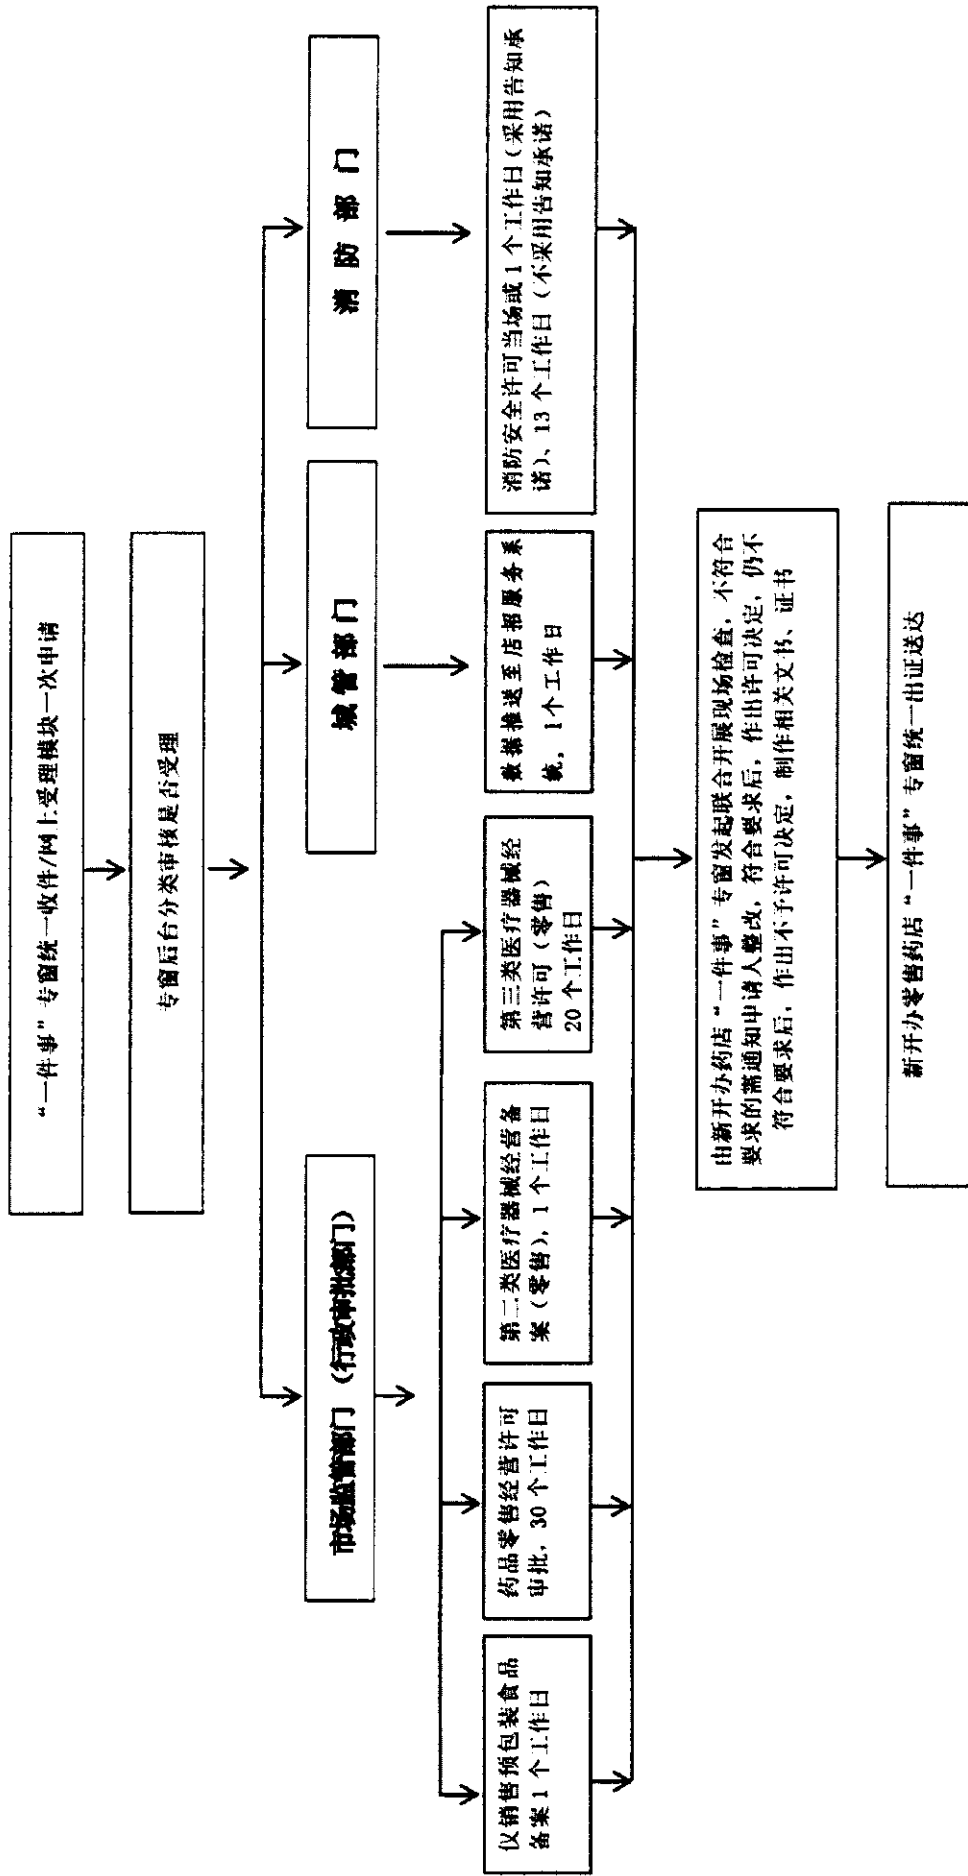 “一件事”专窗统一收件/网上受理模块一次申请
专窗后台分类审核是否受理
市场监管部门（行政审批部门）
城管部门
消防部门
仅销售预包装食品
备案1个工作日
药品零售经营许可
审批，30个工作日
第二类医疗器械经营备
案（零售），1个工作日
第三类医疗器械经
营许可（零售）
20个工作日
数据推送至店招服务系
统，1个工作日
消防安全许可当场或1个工作日（采用告知承
诺）、13个工作日（不采用告知承诺）
由新开办药店“一件事”专窗发起联合开展现场检查，不符合
要求的需通知申请人整改，符合要求后，作出许可决定，仍不
符合要求后，作出不予许可决定，制作相关文书、证书
新开办零售药店“一件事”专窗统一出证送达